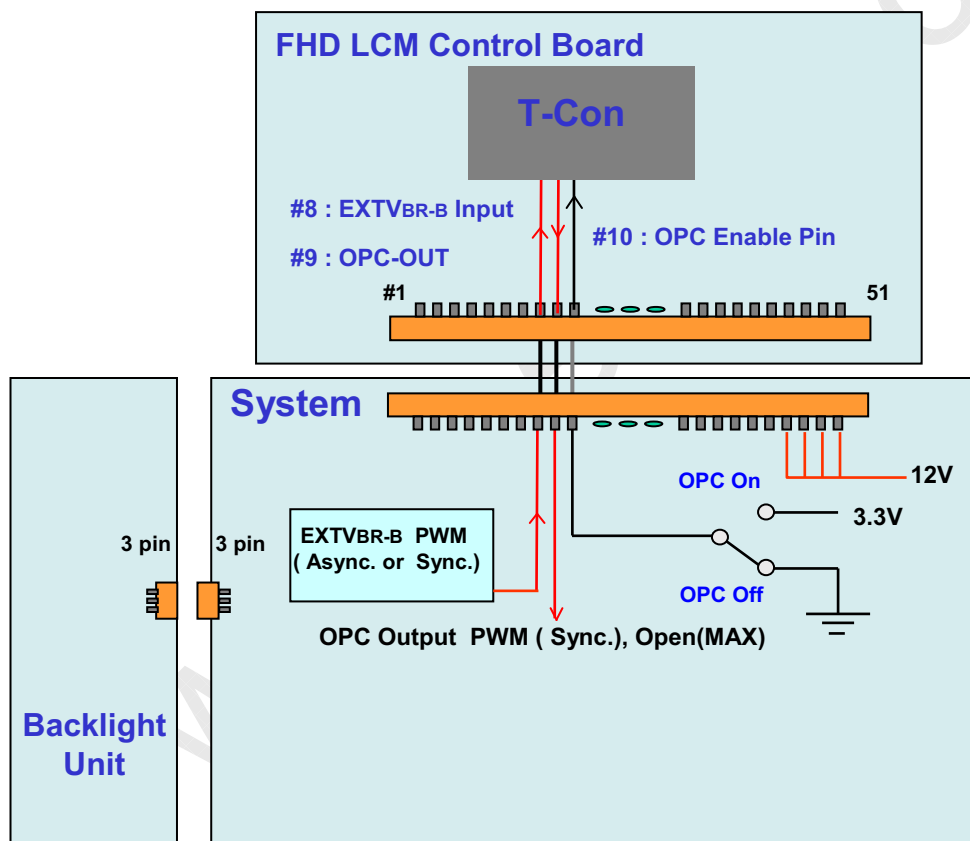 FHD LCM Control Board
T-Con
#8 : EXTVBR-B Input
#9 : OPC-OUT
#10 : OPC Enable Pin
#1
51
System
OPC On
12V
3.3V
3 pin
3 pin
EXTVBR-B PWM
( Async. or Sync.)
OPC Off
OPC Output PWM ( Sync.), Open(MAX)
Backlight
Unit